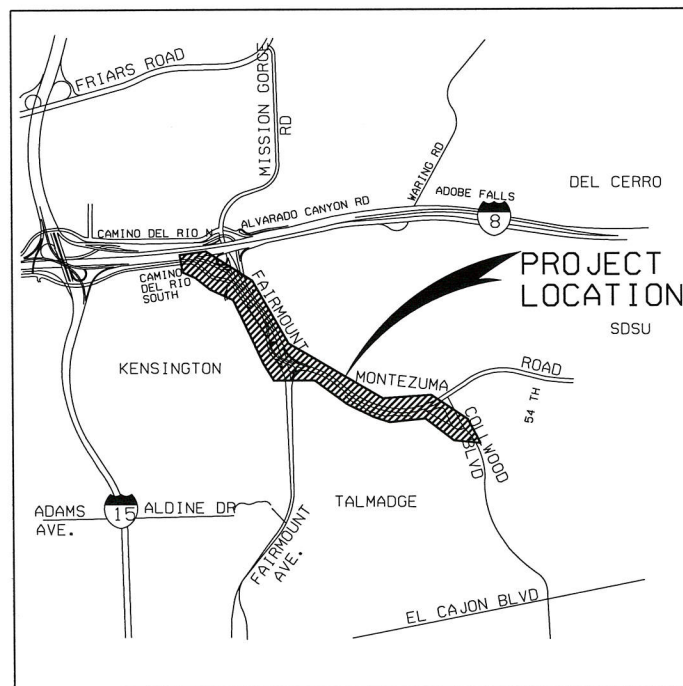 FRIARS ROAD
MISSION GORGE
RD
WARING RD
DEL CERRO
ADOBE FALLS
8
ALVARADO CANYON RD
CAMINO DEL RIO N
CAMINO
DEL RIO
SOUTH
FAIRMOUNT
PROJECT
LOCATION
SDSU
KENSINGTON
MONTEZUMA
ROAD
54 TH
COLLWOOD
BLVD
TALMADGE
ADAMS
AVE.
15
ALDINE DR
FAIRMOUNT
AVE.
EL CAJON BLVD